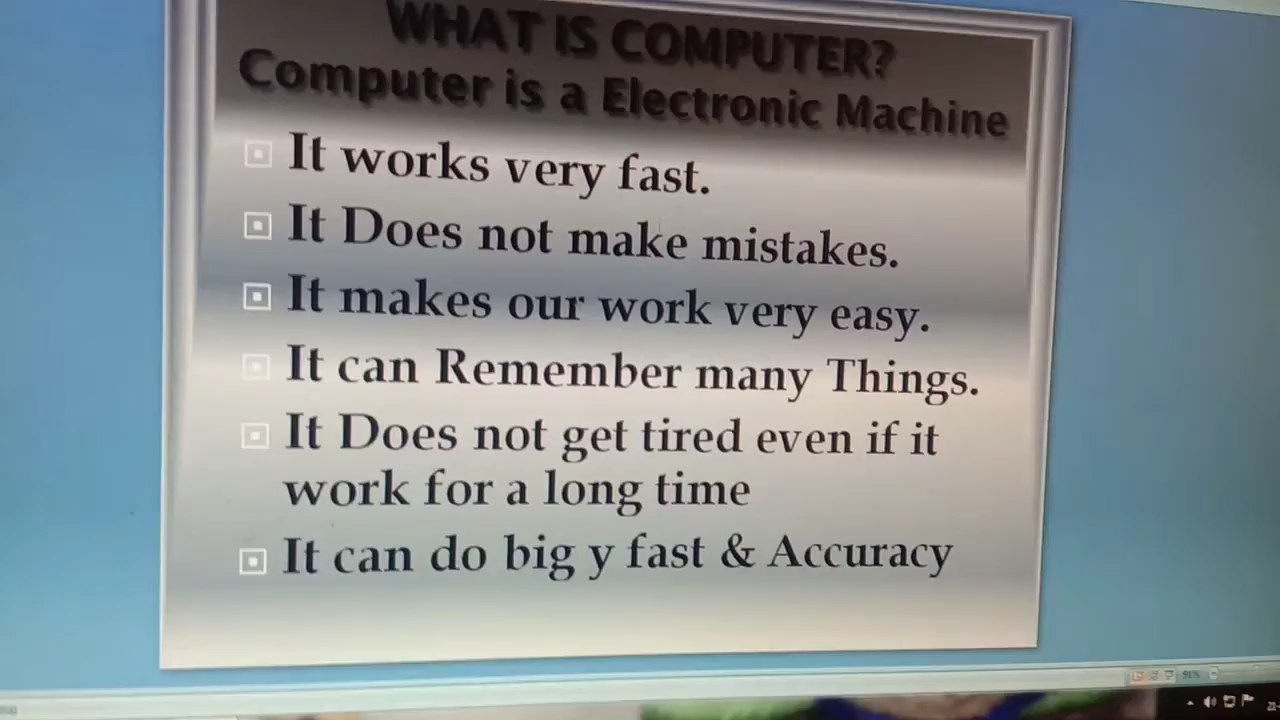 WHAT IS COMPUTER?
Computer is a Electronic Machine
It works very fast.
It Does not make mistakes.
It makes our work very easy.
It can Remember many Things.
It Does not get tired even if it
work for a long time
It can do big y fast & Accuracy
91%